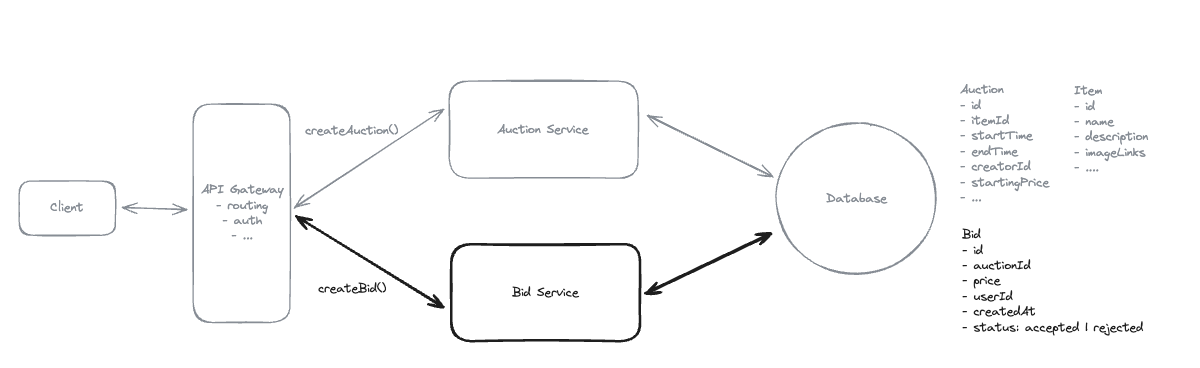 Client
API Gateway
- routing
- auth
- ...
createAuction()
createBid()
Auction Service
Bid Service
Database
Auction
- id
- itemId
- startTime
- endTime
- creatorId
- startingPrice
- ...
Item
- id
- name
- description
- imageLinks
- ....
Bid
- id
- auctionId
- price
- userId
- createdAt
- status: accepted | rejected